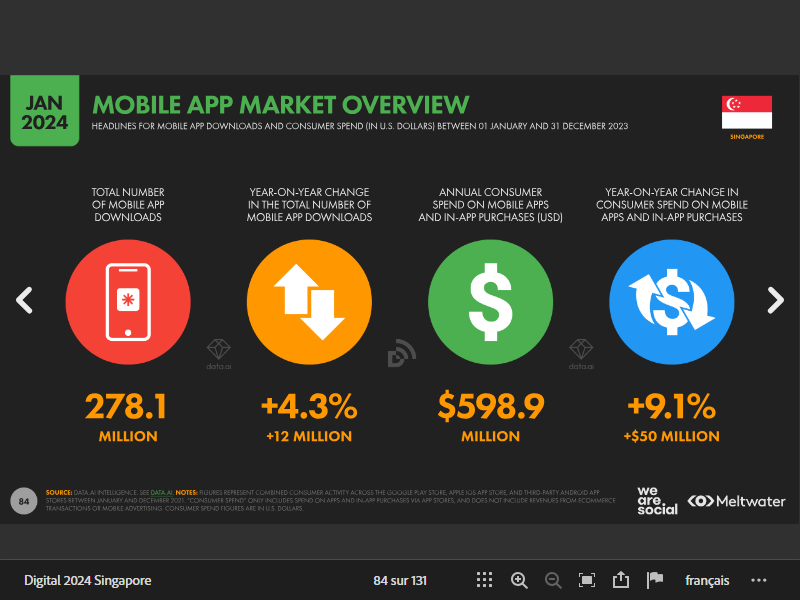 JAN
2024
MOBILE APP MARKET OVERVIEW
HEADLINES FOR MOBILE APP DOWNLOADS AND CONSUMER SPEND (IN U.S. DOLLARS) BETWEEN 01 JANUARY AND 31 DECEMBER 2023
SINGAPORE
TOTAL NUMBER
OF MOBILE APP
DOWNLOADS
YEAR-ON-YEAR CHANGE
IN THE TOTAL NUMBER OF
MOBILE APP DOWNLOADS
ANNUAL CONSUMER
SPEND ON MOBILE APPS
AND IN-APP PURCHASES (USD)
YEAR-ON-YEAR CHANGE IN
CONSUMER SPEND ON MOBILE
APPS AND IN-APP PURCHASES
$
$
data.ai
data.ai
278.1
MILLION
+4.3%
+12 MILLION
$598.9
MILLION
+9.1%
+$50 MILLION
84
SOURCE: DATA.AI INTELLIGENCE. SEE DATA.AI. NOTES: FIGURES REPRESENT COMBINED CONSUMER ACTIVITY ACROSS THE GOOGLE PLAY STORE, APPLE IOS APP STORE, AND THIRD-PARTY ANDROID APP
STORES BETWEEN JANUARY AND DECEMBER 2021. "CONSUMER SPEND" ONLY INCLUDES SPEND ON APPS AND IN-APP PURCHASES VIA APP STORES, AND DOES NOT INCLUDE REVENUES FROM ECOMMERCE
TRANSACTIONS OR MOBILE ADVERTISING. CONSUMER SPEND FIGURES ARE IN U.S. DOLLARS.
we
are.
social
Meltwater
Digital 2024 Singapore
84 sur 131
français